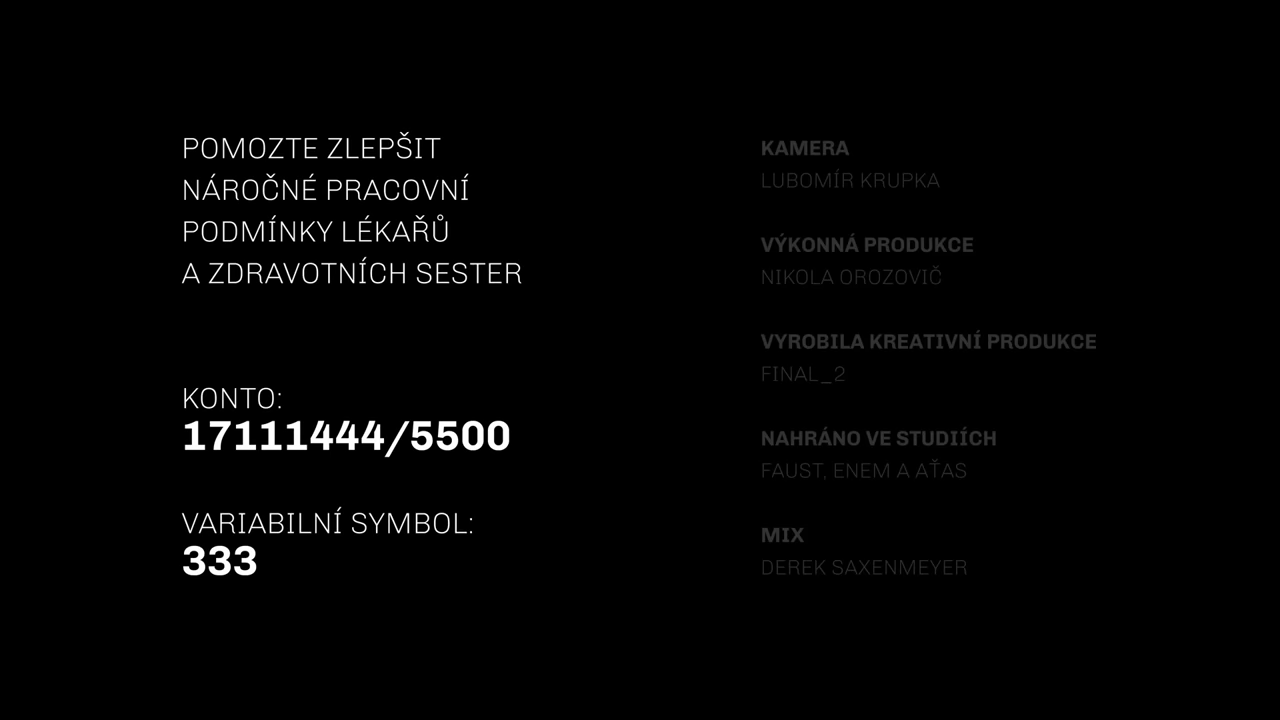 POMOZTE ZLEPŠIT
NÁROČNÉ PRACOVNÍ
PODMÍNKY LÉKAŘŮ
A ZDRAVOTNÍCH SESTER
KONTO:
17111444/5500
VARIABILNÍ SYMBOL:
333
KAMERA
LUBOMÍR KRUPKA
VÝKONNÁ PRODUKCE
NIKOLA OROZOVIČ
VYROBILA KREATIVNÍ PRODUKCE
FINAL_2
NAHRÁNO VE STUDIÍCH
FAUST, ENEM A AŤAS
MIX
DEREK SAXENMEYER